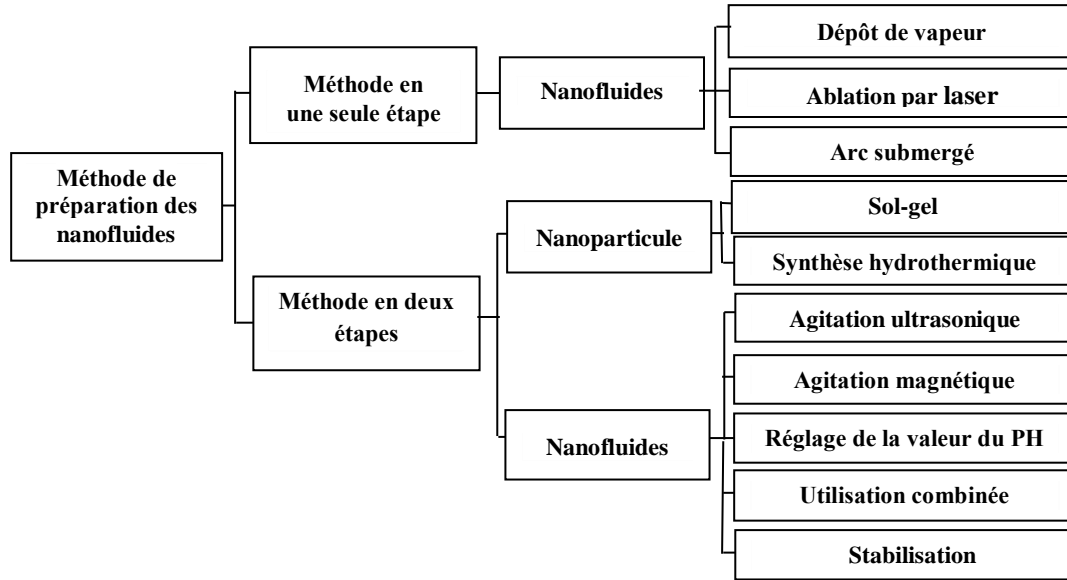 Méthode de
préparation des
nanofluides
Méthode en
une seule étape
Nanofluides
Dépôt de vapeur
Ablation par laser
Arc submergé
Méthode en deux
étapes
Nanoparticule
Sol-gel
Synthèse hydrothermique
Nanofluides
Agitation ultrasonique
Agitation magnétique
Réglage de la valeur du PH
Utilisation combinée
Stabilisation